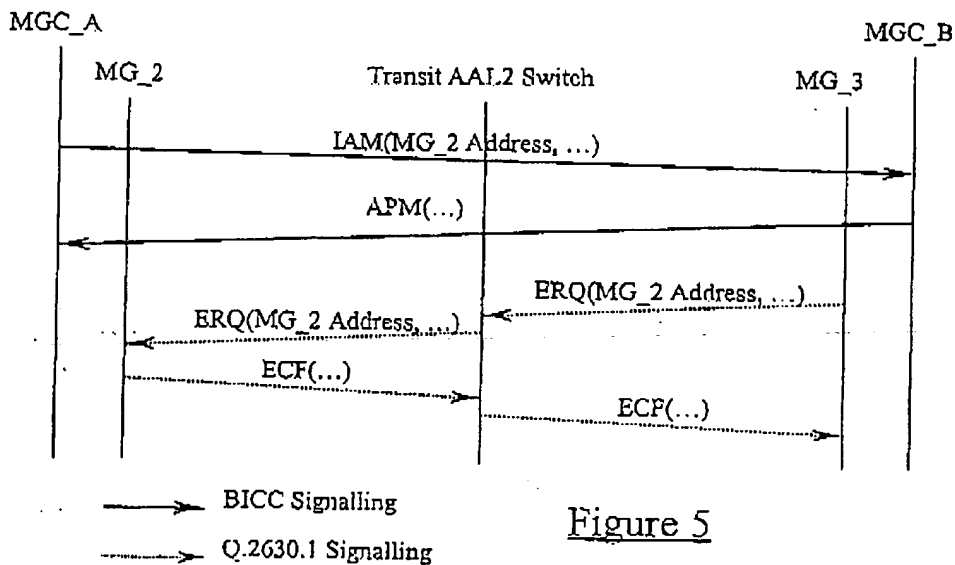 MGC_A
MGC_B
MG_2
Transit AAL2 Switch
MG_3
IAM(MG_2 Address, ...)
APM(...)
ERQ(MG_2 Address, ...)
ERQ(MG_2 Address, ...)
ECF(...)
ECF(...)
BICC Signalling
Figure 5
Q.2630.1 Signalling